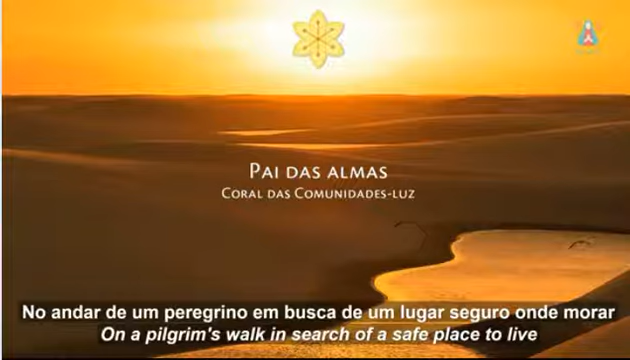 PAI DAS ALMAS
CORAL DAS COMUNIDADES-LUZ
No andar de um peregrino em busca de um lugar seguro onde morar
On a pilgrim's walk in search of a safe place to live